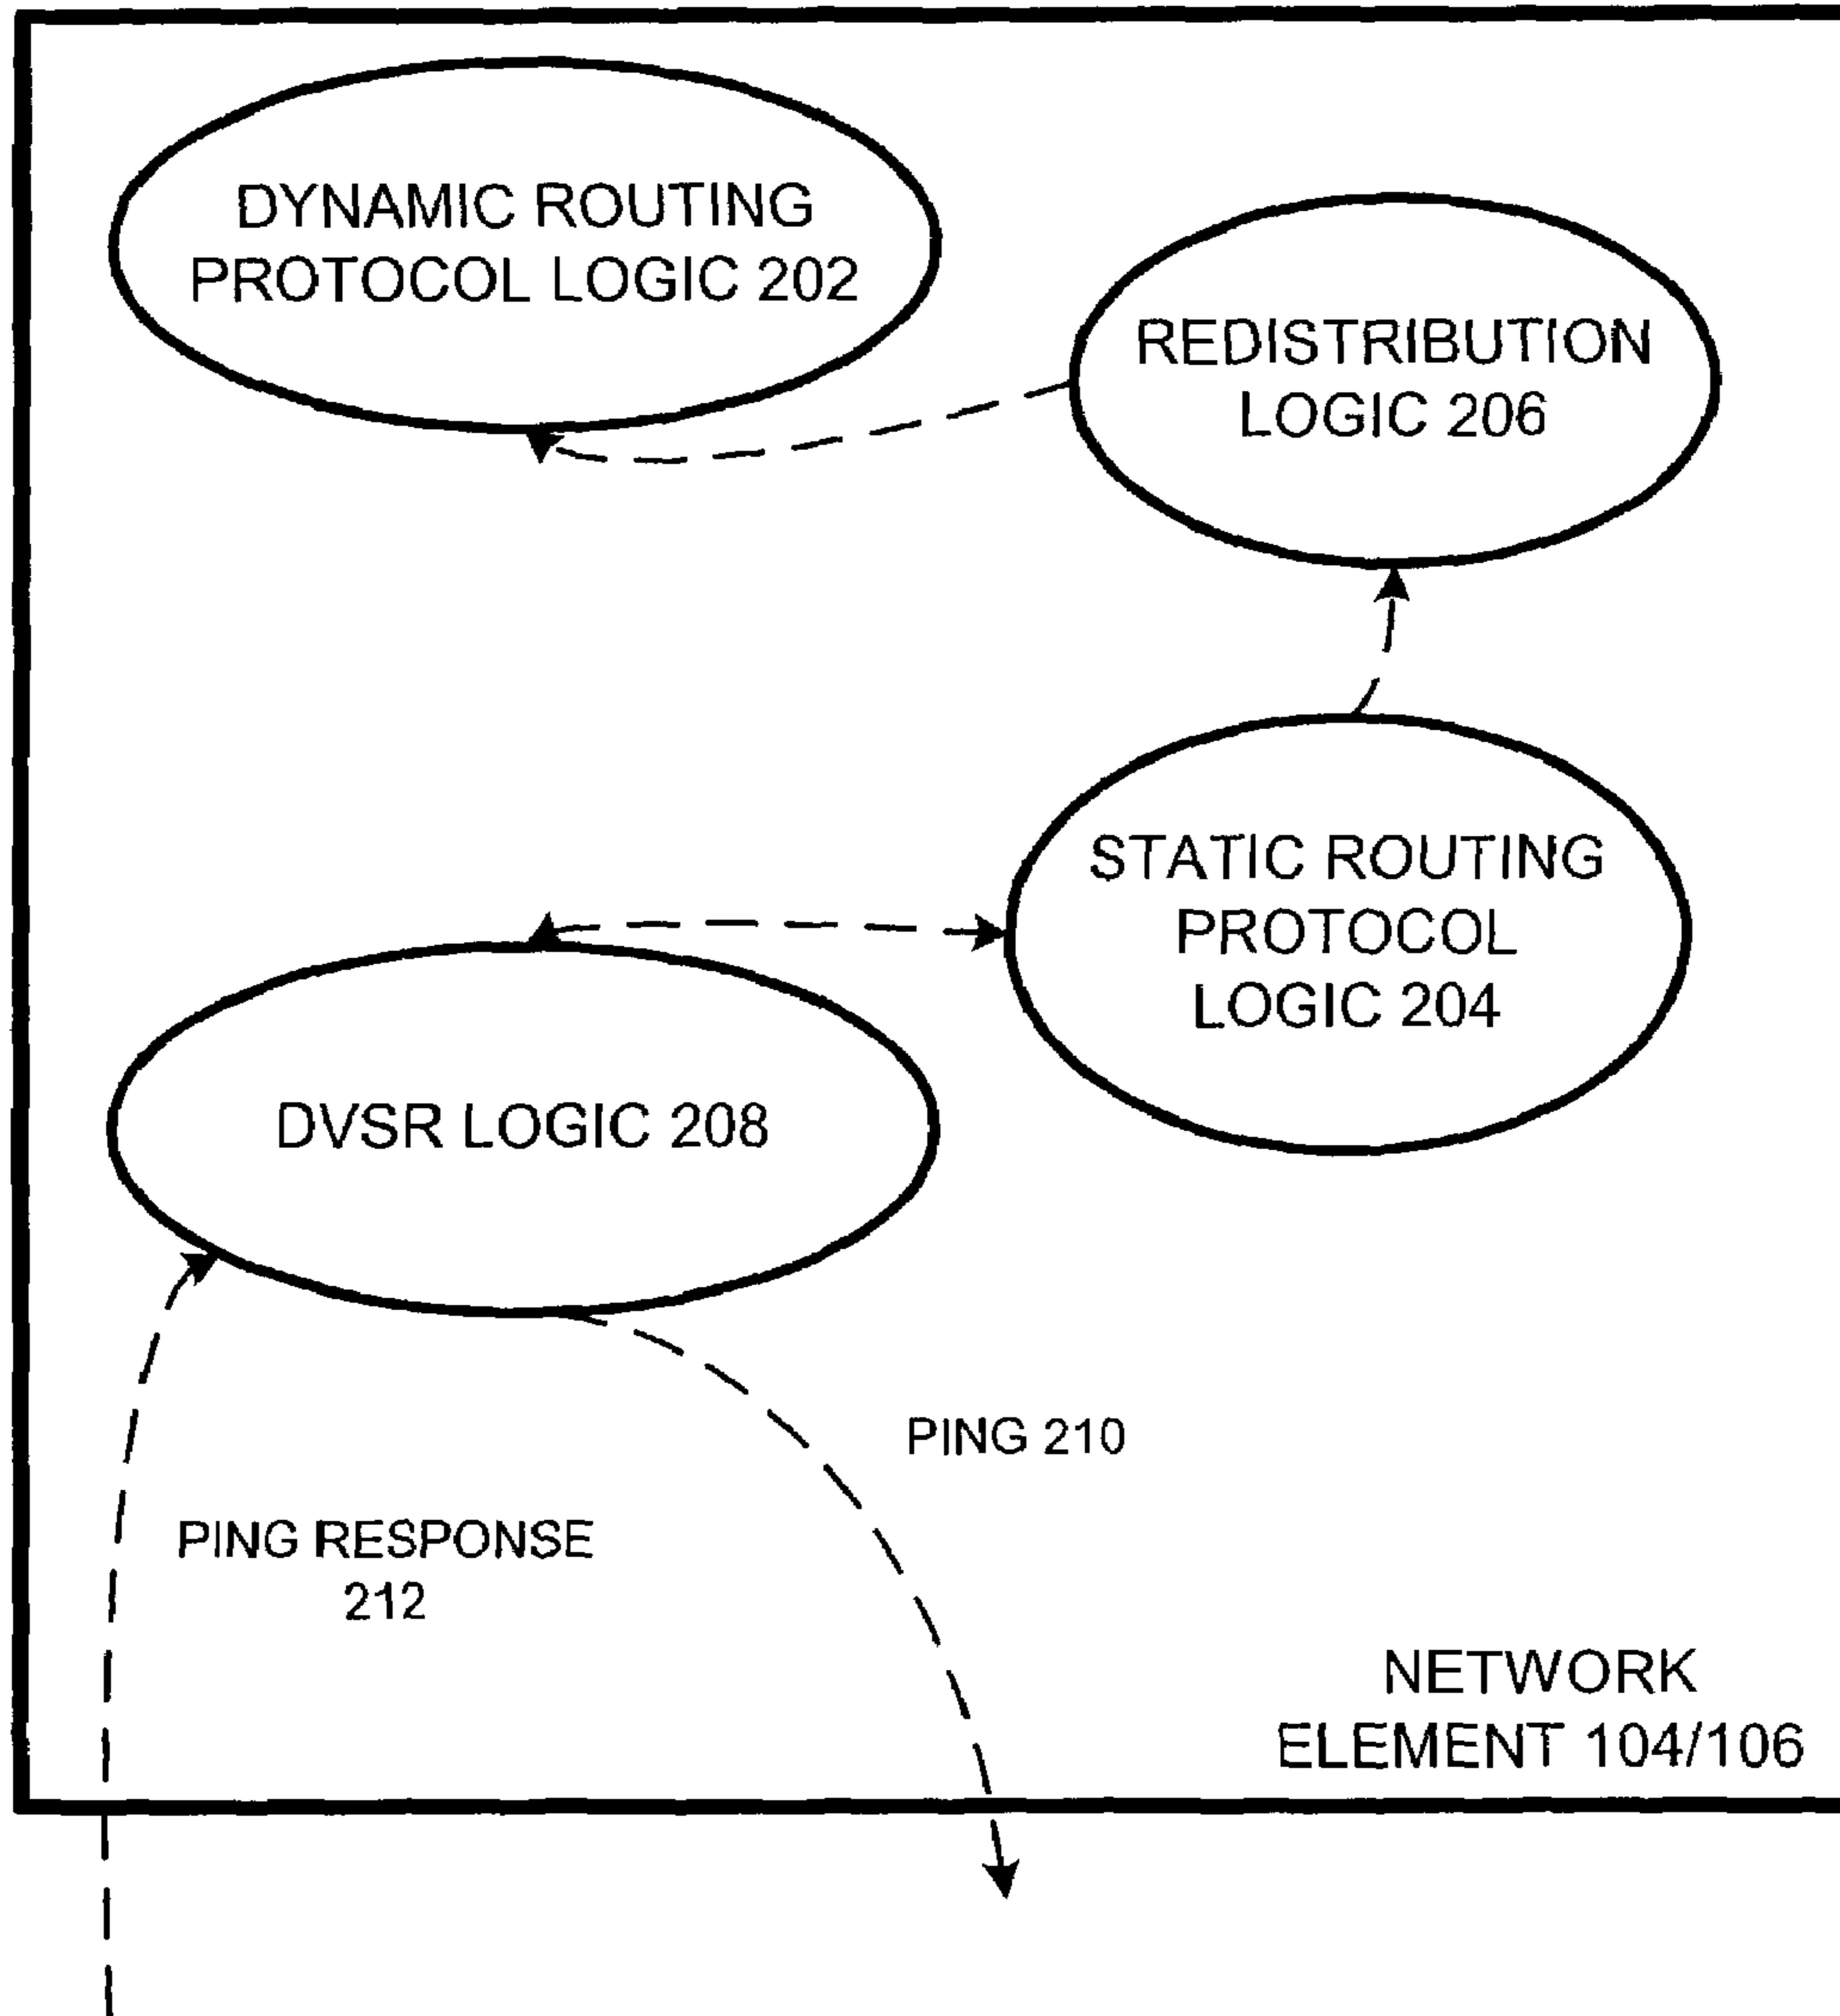 DYNAMIC ROUTING
PROTOCOL LOGIC 202
REDISTRIBUTION
LOGIC 206
STATIC ROUTING
PROTOCOL
LOGIC 204
DVSR LOGIC 208
PING 210
PING RESPONSE
212
NETWORK
ELEMENT 104/106